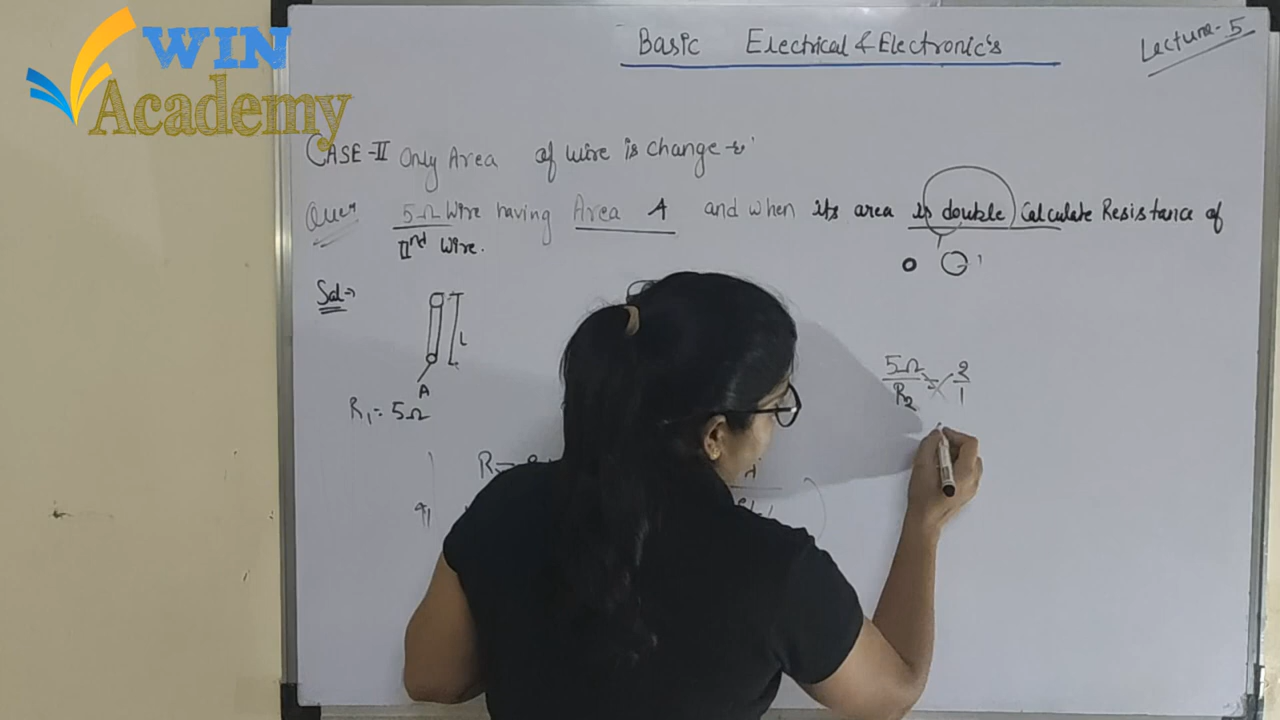 WIN
Academy
Basic Electrical & Electronic's
Lecture-5
CASE-II Only Area of wire is change →
Que 5Ω Wire having Area A and when its area is double Calculate Resistance of
IInd Wire.
Sol→
L
A
R1 = 5Ω
5Ω/R2 = 2/1
R =